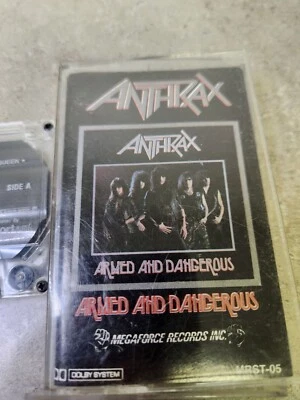 ANTHRAX
ANTHRAX
ARMED AND DANGEROUS
ARMED AND DANGEROUS
MEGAFORCE RECORDS INC.
DOLBY SYSTEM
MRST-05
SIDE A